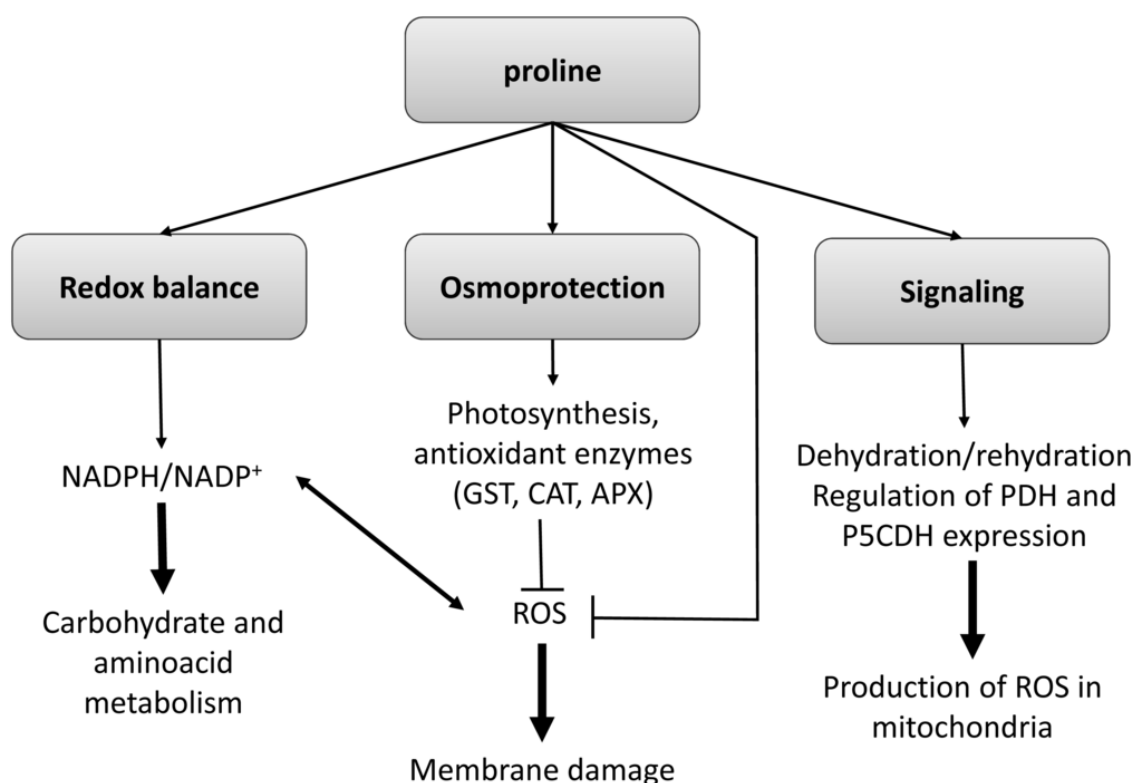 proline
Redox balance
Osmoprotection
Signaling
NADPH/NADP⁺
Carbohydrate and
aminoacid
metabolism
Photosynthesis,
antioxidant enzymes
(GST, CAT, APX)
ROS
Membrane damage
Dehydration/rehydration
Regulation of PDH and
P5CDH expression
Production of ROS in
mitochondria